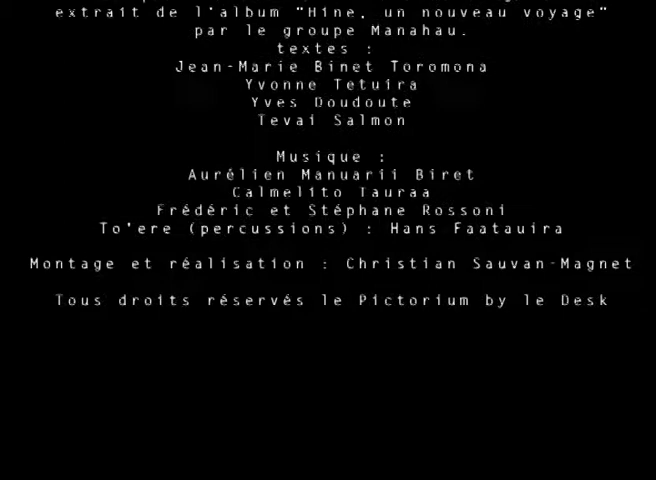 extrait de l'album "Hine, un nouveau voyage"
par le groupe Manahau.
textes :
Jean-Marie Binet Toromona
Yvonne Tetuira
Yves Doudoute
Tevai Salmon
Musique :
Aurélien Manuarii Biret
Calmelito Tauraa
Frédéric et Stéphane Rossoni
To'ere (percussions) : Hans Faatauira
Montage et réalisation : Christian Sauvan-Magnet
Tous droits réservés le Pictorium by le Desk